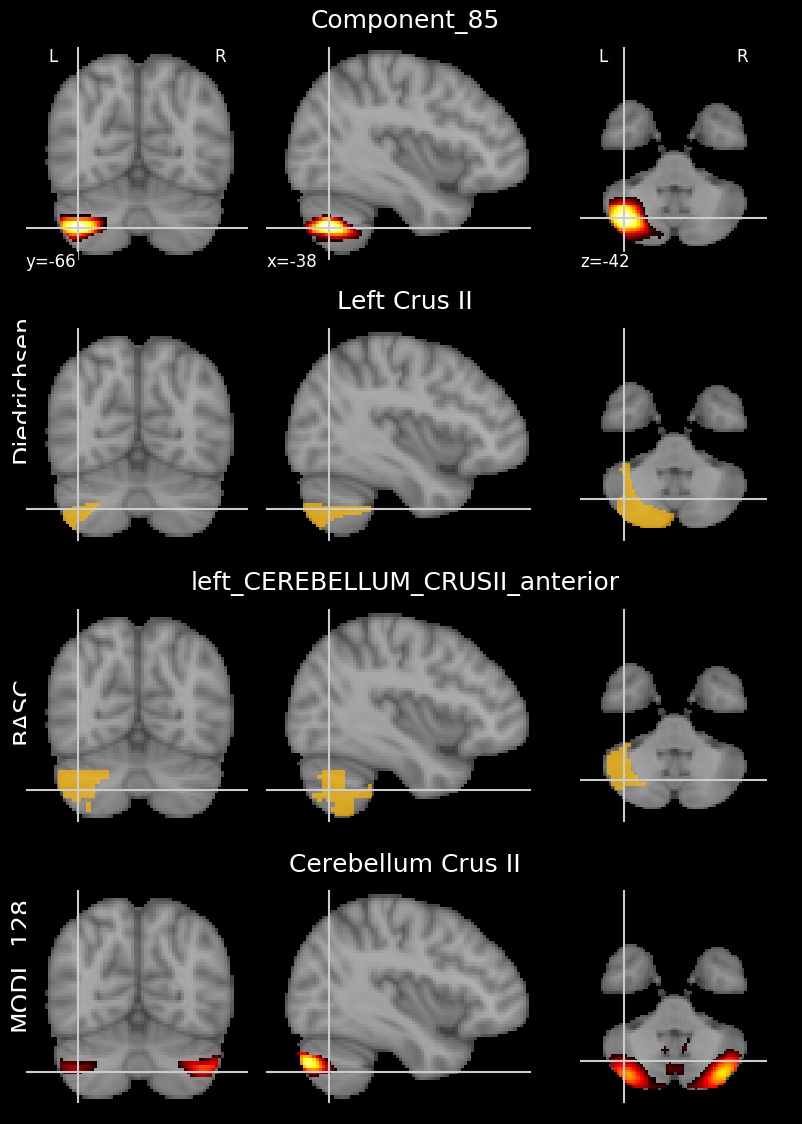 Component_85
L R L R
y=-66 x=-38 z=-42
Left Crus II
Diedrichsen
left_CEREBELLUM_CRUSII_anterior
BASC
Cerebellum Crus II
MODL 128